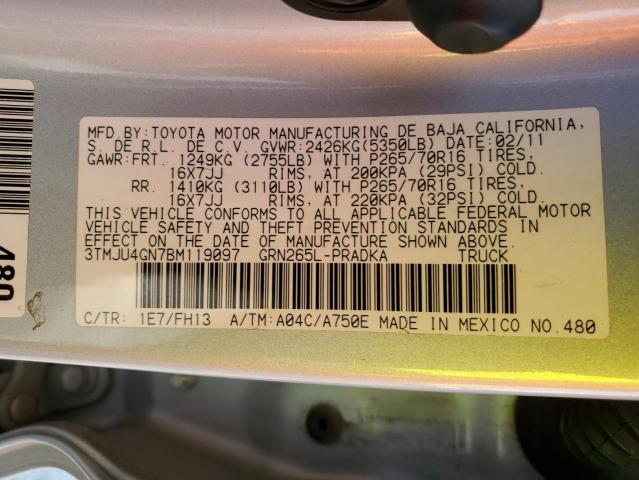 MFD.BY:TOYOTA MOTOR MANUFACTURING DE BAJA CALIFORNIA,
S. DE R.L. DE C.V. GVWR:2426KG(5350LB) DATE:02/11
GAWR:FRT. 1249KG (2755LB) WITH P265/70R16 TIRES,
16X7JJ RIMS, AT 200KPA (29PSI) COLD.
RR. 1410KG (3110LB) WITH P265/70R16 TIRES,
16X7JJ RIMS, AT 220KPA (32PSI) COLD.
THIS VEHICLE CONFORMS TO ALL APPLICABLE FEDERAL MOTOR
VEHICLE SAFETY AND THEFT PREVENTION STANDARDS IN
EFFECT ON THE DATE OF MANUFACTURE SHOWN ABOVE.
3TMJU4GN7BM119097 GRN265L-PRADKA TRUCK
C/TR: 1E7/FH13 A/TM:A04C/A750E MADE IN MEXICO NO.480
480